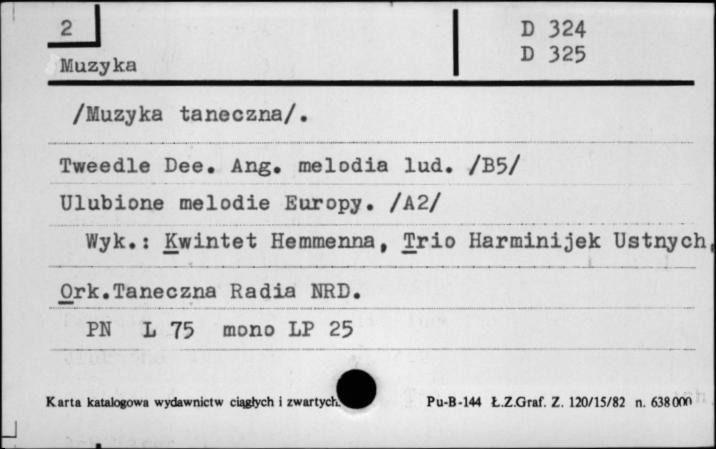 2
D 324
D 325
Muzyka
/Muzyka taneczna/.
Tweedle Dee. Ang. melodia lud. /B5/
Ulubione melodie Europy. /A2/
Wyk.: Kwintet Hemmenna, Trio Harminijek Ustnych,
Ork.Taneczna Radia NRD.
PN L 75 mono LP 25
Karta katalogowa wydawnictw ciągłych i zwartych.
Pu-B-144 Ł.Z.Graf. Z. 120/15/82 n. 638 000